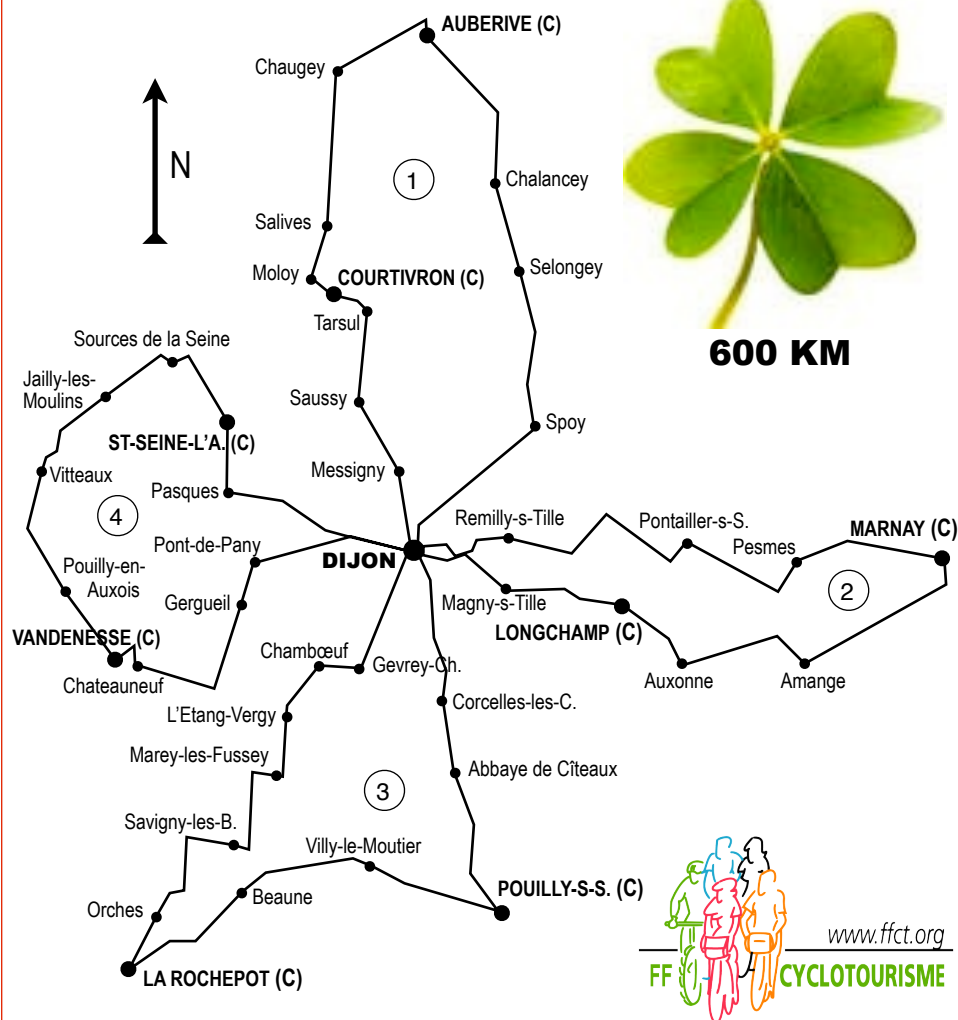 AUBERIVE (C)
Chaugey
N
1
Chalancey
Salives
Selongey
Moloy
COURTIVRON (C)
Tarsul
600 KM
Sources de la Seine
Jailly-les-
Moulins
Saussy
ST-SEINE-L'A. (C)
Spoy
Vitteaux
Messigny
Pasques
4
Remilly-s-Tille
Pontailler-s-S.
MARNAY (C)
Pont-de-Pany
DIJON
Pesmes
Pouilly-en-
Auxois
Gergueil
Magny-s-Tille
2
LONGCHAMP (C)
VANDENESSE (C)
Chambœuf
Gevrey-Ch.
Chateauneuf
Auxonne
Amange
L'Etang-Vergy
Corcelles-les-C.
Marey-les-Fussey
Abbaye de Cîteaux
3
Savigny-les-B.
Villy-le-Moutier
POUILLY-S-S. (C)
Beaune
Orches
LA ROCHEPOT (C)
www.ffct.org
FF CYCLOTOURISME